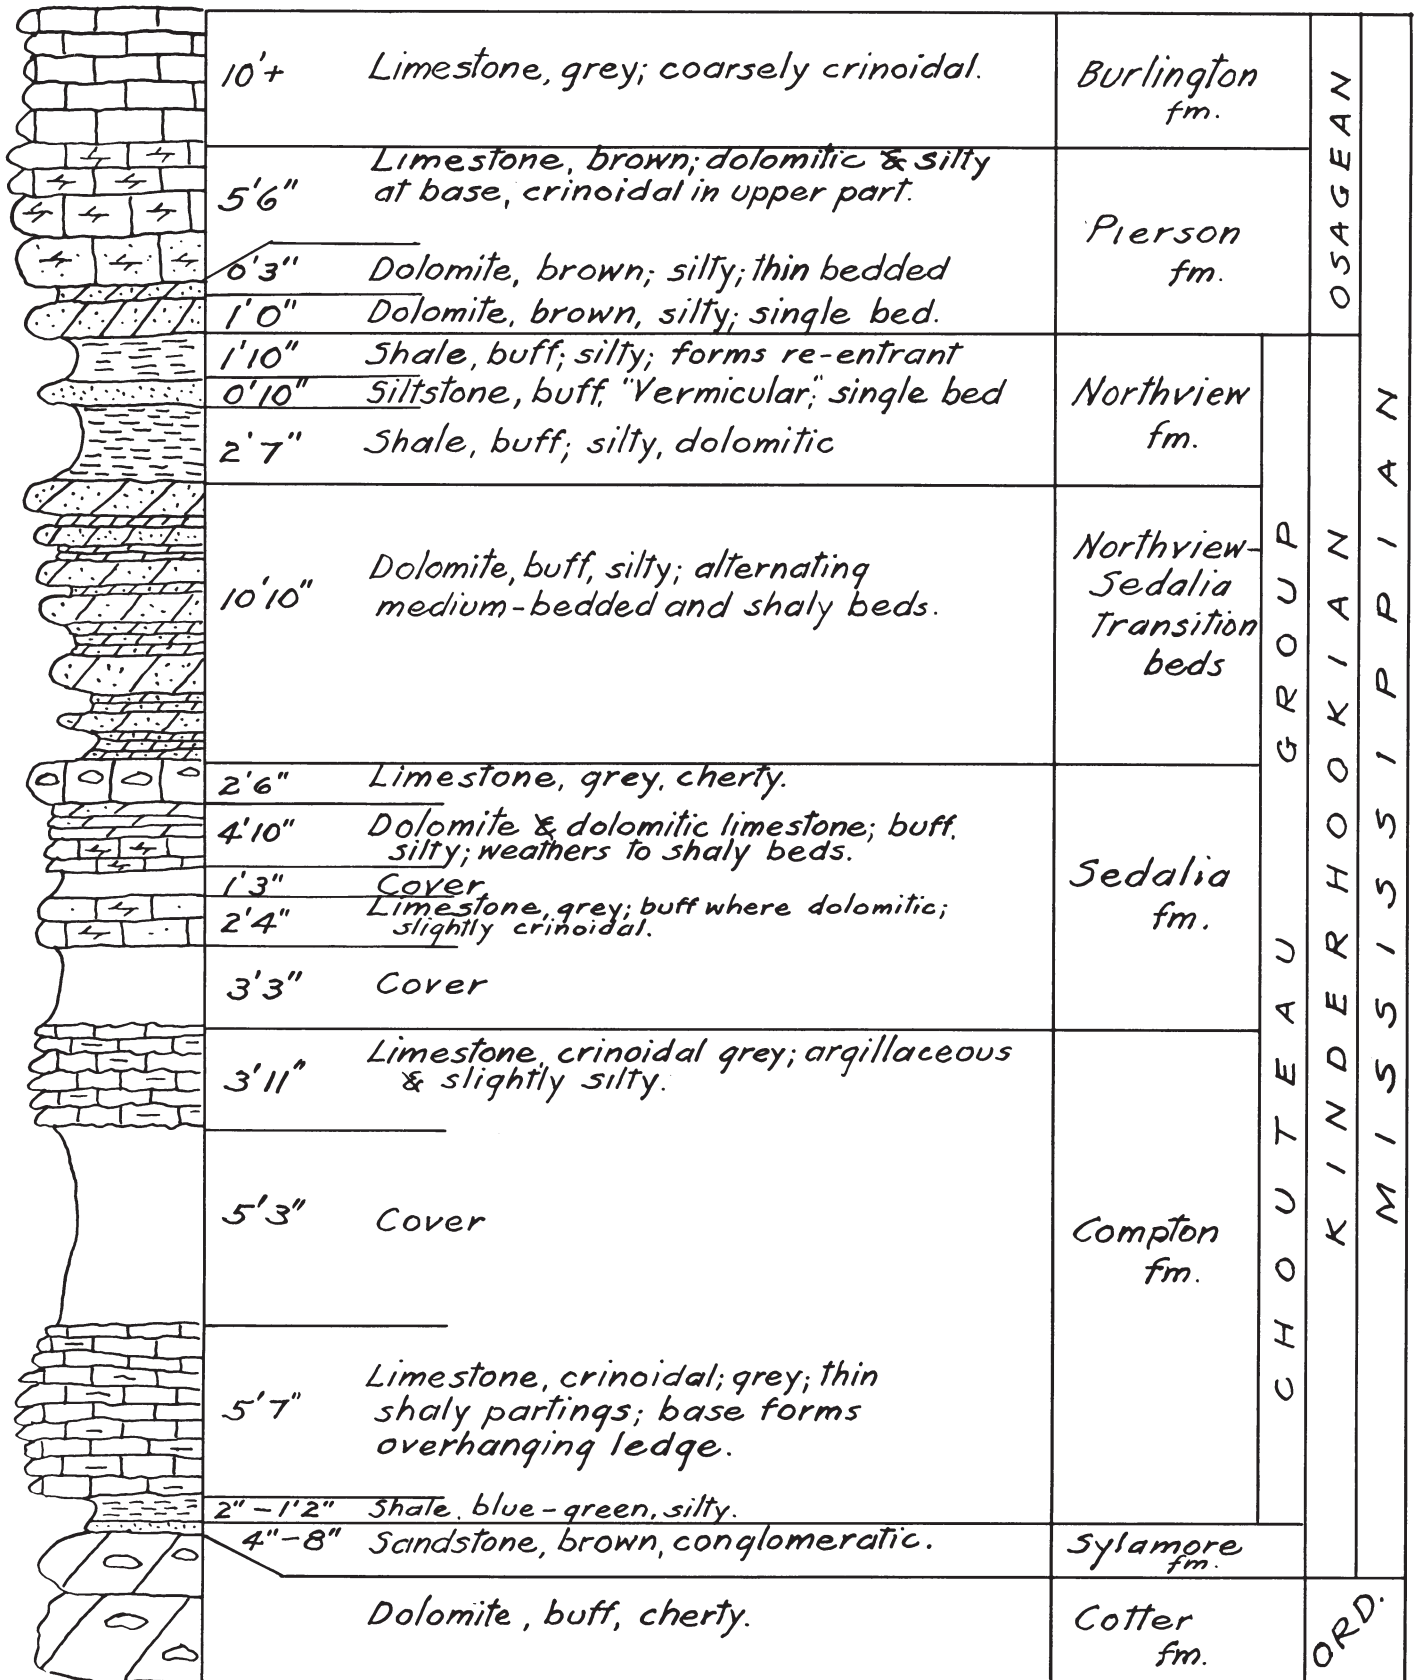 10'+ Limestone, grey; coarsely crinoidal. Burlington
fm.
5'6" Limestone, brown; dolomitic & silty
at base, crinoidal in upper part.
Pierson
fm.
0'3" Dolomite, brown; silty; thin bedded
1'0" Dolomite, brown, silty; single bed.
OSAGEAN
1'10" Shale, buff; silty; forms re-entrant
0'10" Siltstone, buff, "Vermicular"; single bed
2'7" Shale, buff; silty, dolomitic
Northview
fm.
10'10" Dolomite, buff, silty; alternating
medium-bedded and shaly beds.
Northview-
Sedalia
Transition
beds
2'6" Limestone, grey, cherty.
4'10" Dolomite & dolomitic limestone; buff,
silty; weathers to shaly beds.
1'3" Cover
2'4" Limestone, grey; buff where dolomitic;
slightly crinoidal.
3'3" Cover
Sedalia
fm.
3'11" Limestone, crinoidal grey; argillaceous
& slightly silty.
5'3" Cover
5'7" Limestone, crinoidal; grey; thin
shaly partings; base forms
overhanging ledge.
2"-1'2" Shale, blue-green, silty.
Compton
fm.
CHOUTEAU GROUP
4"-8" Sandstone, brown, conglomeratic. Sylamore
fm.
KINDERHOOKIAN
MISSISSIPPIAN
Dolomite, buff, cherty. Cotter
fm.
ORD.